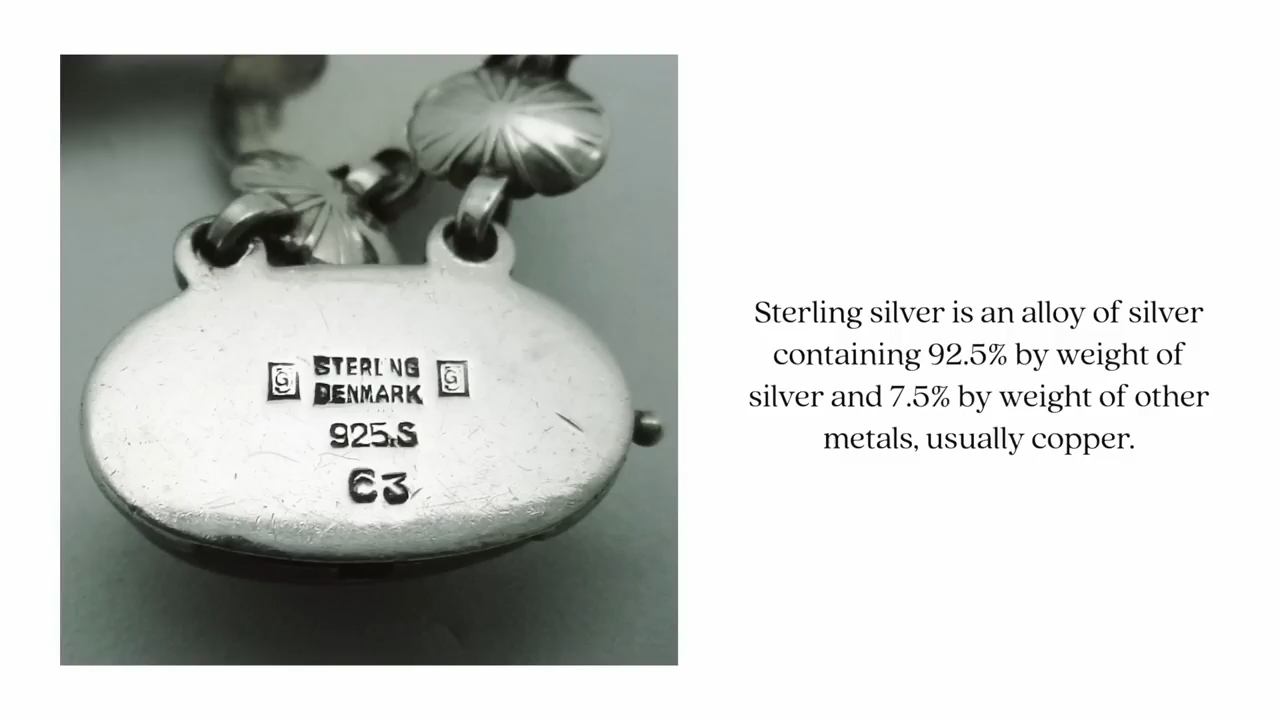 G STERLING G
DENMARK
925.S
63
Sterling silver is an alloy of silver
containing 92.5% by weight of
silver and 7.5% by weight of other
metals, usually copper.